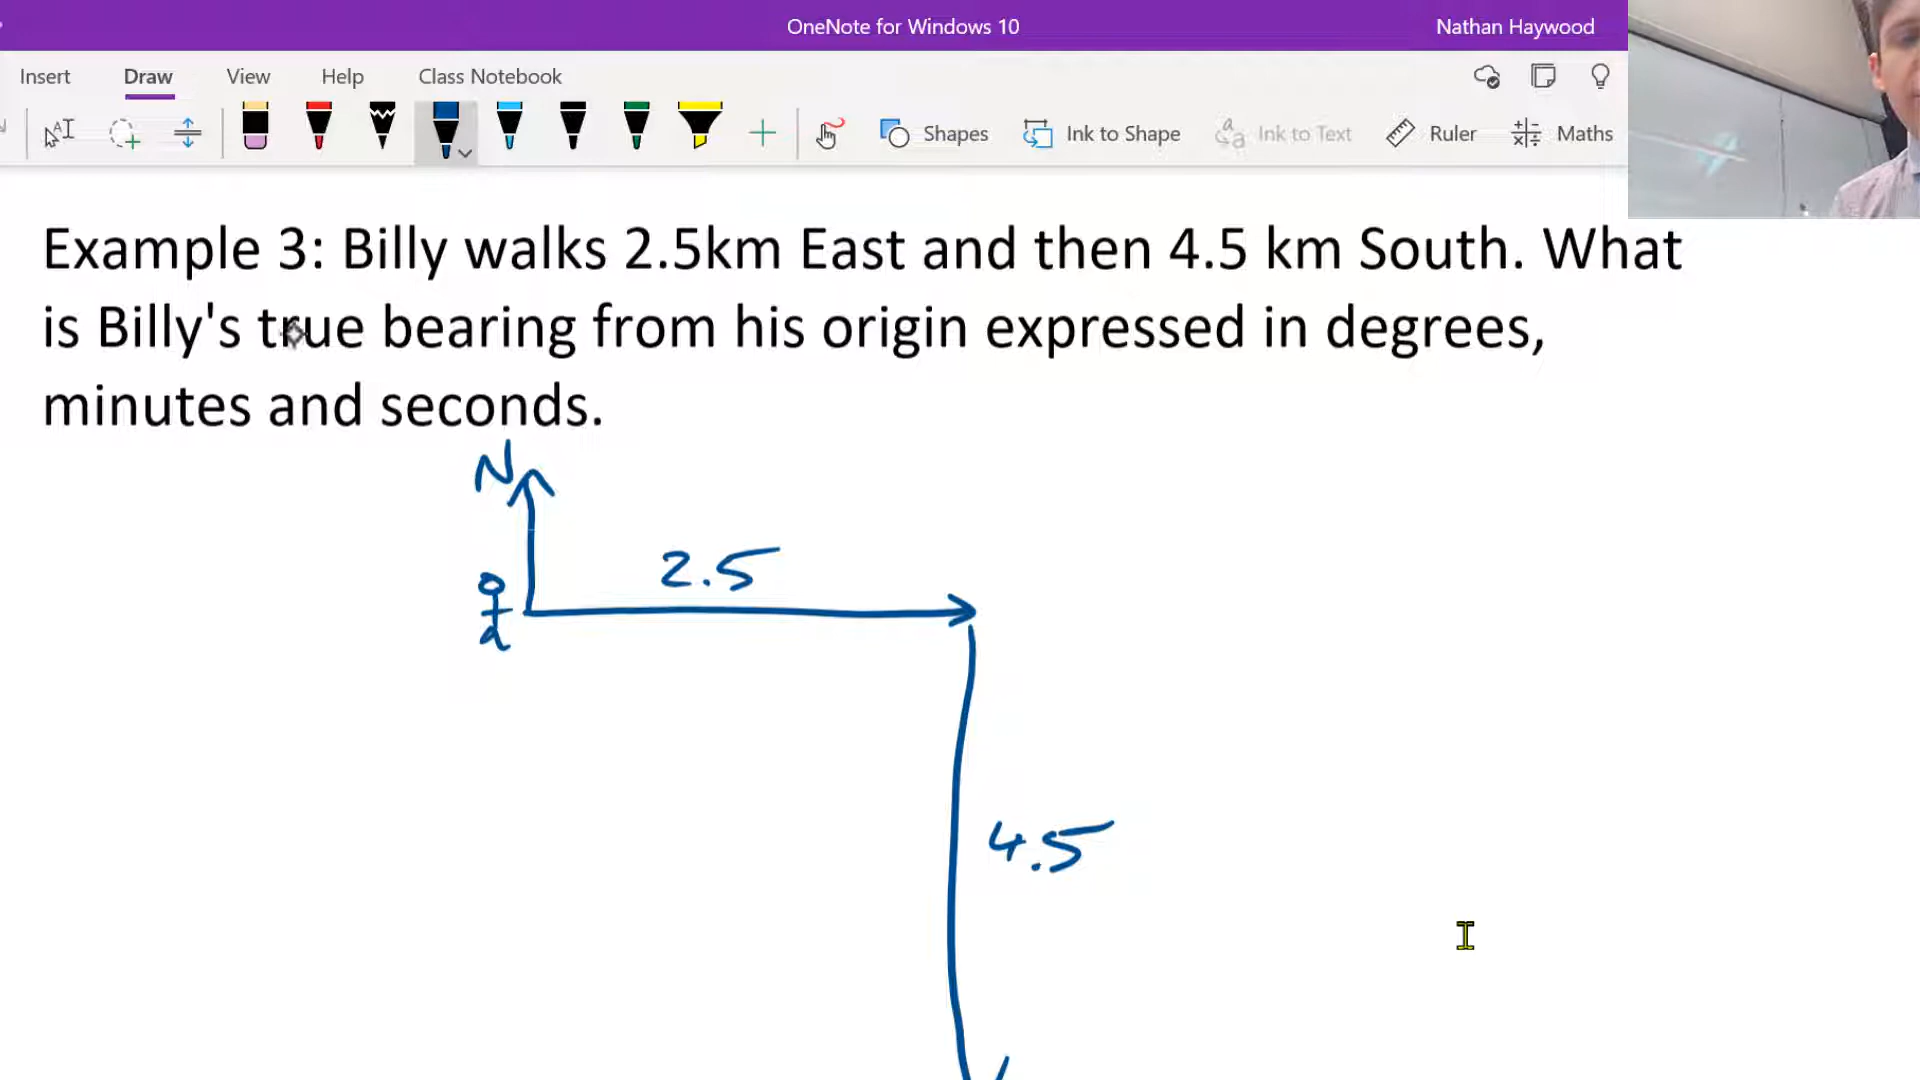 OneNote for Windows 10 Nathan Haywood
Insert Draw View Help Class Notebook
Shapes Ink to Shape Ink to Text Ruler Maths
Example 3: Billy walks 2.5km East and then 4.5 km South. What
is Billy's true bearing from his origin expressed in degrees,
minutes and seconds.
N
2.5
4.5